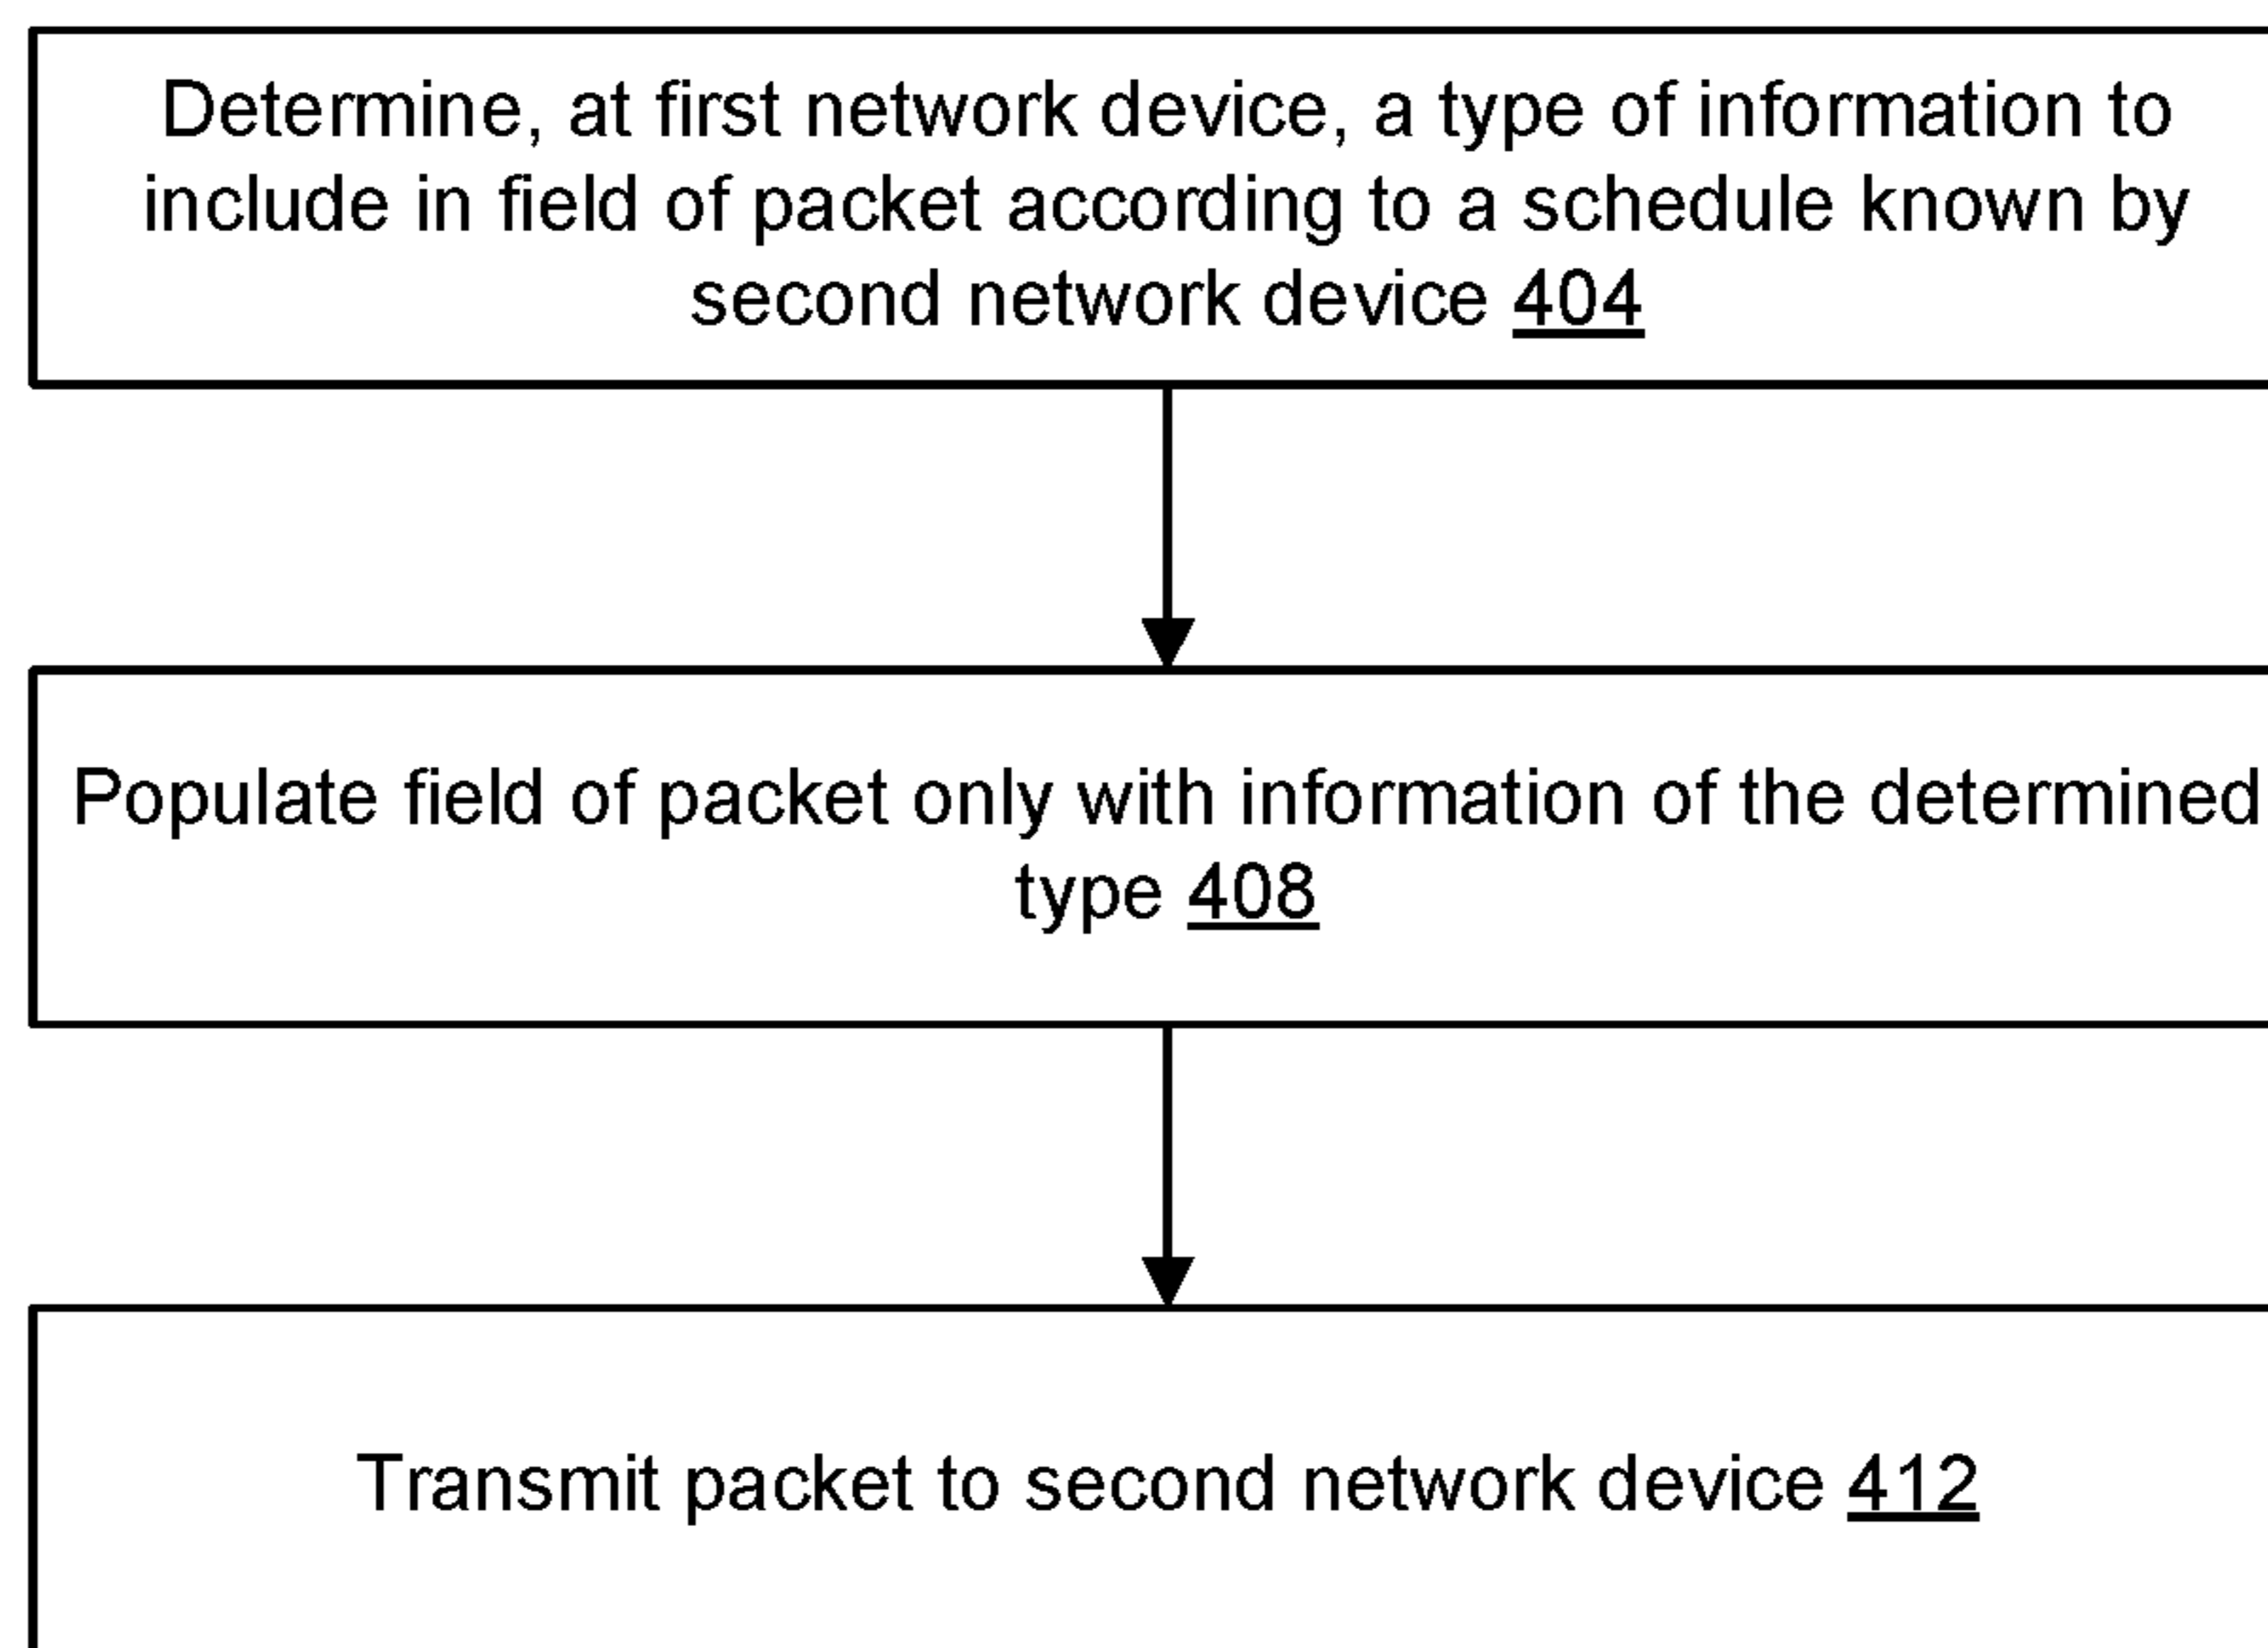 Determine, at first network device, a type of information to
include in field of packet according to a schedule known by
second network device 404
Populate field of packet only with information of the determined
type 408
Transmit packet to second network device 412